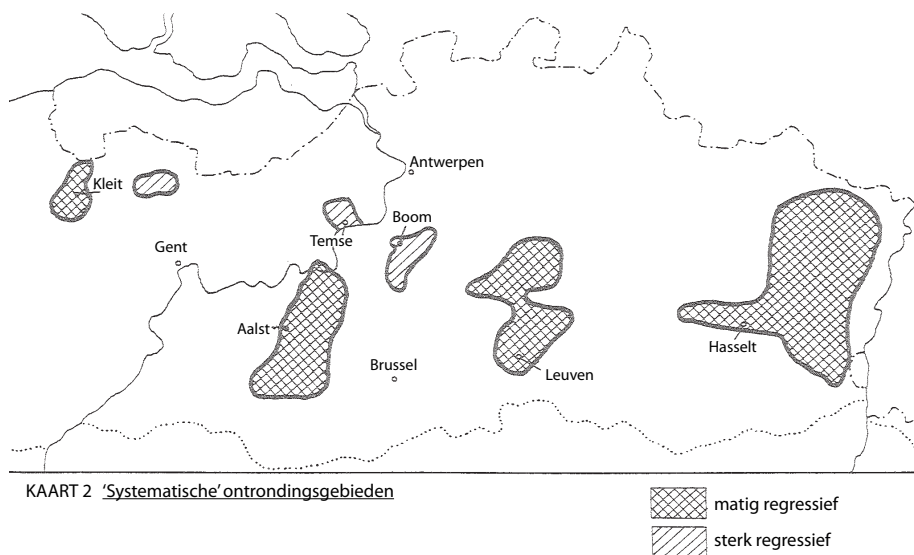 Antwerpen
Kleit
Temse
Boom
Gent
Aalst
Brussel
Leuven
Hasselt
KAART 2 'Systematische' ontrondingsgebieden
matig regressief
sterk regressief